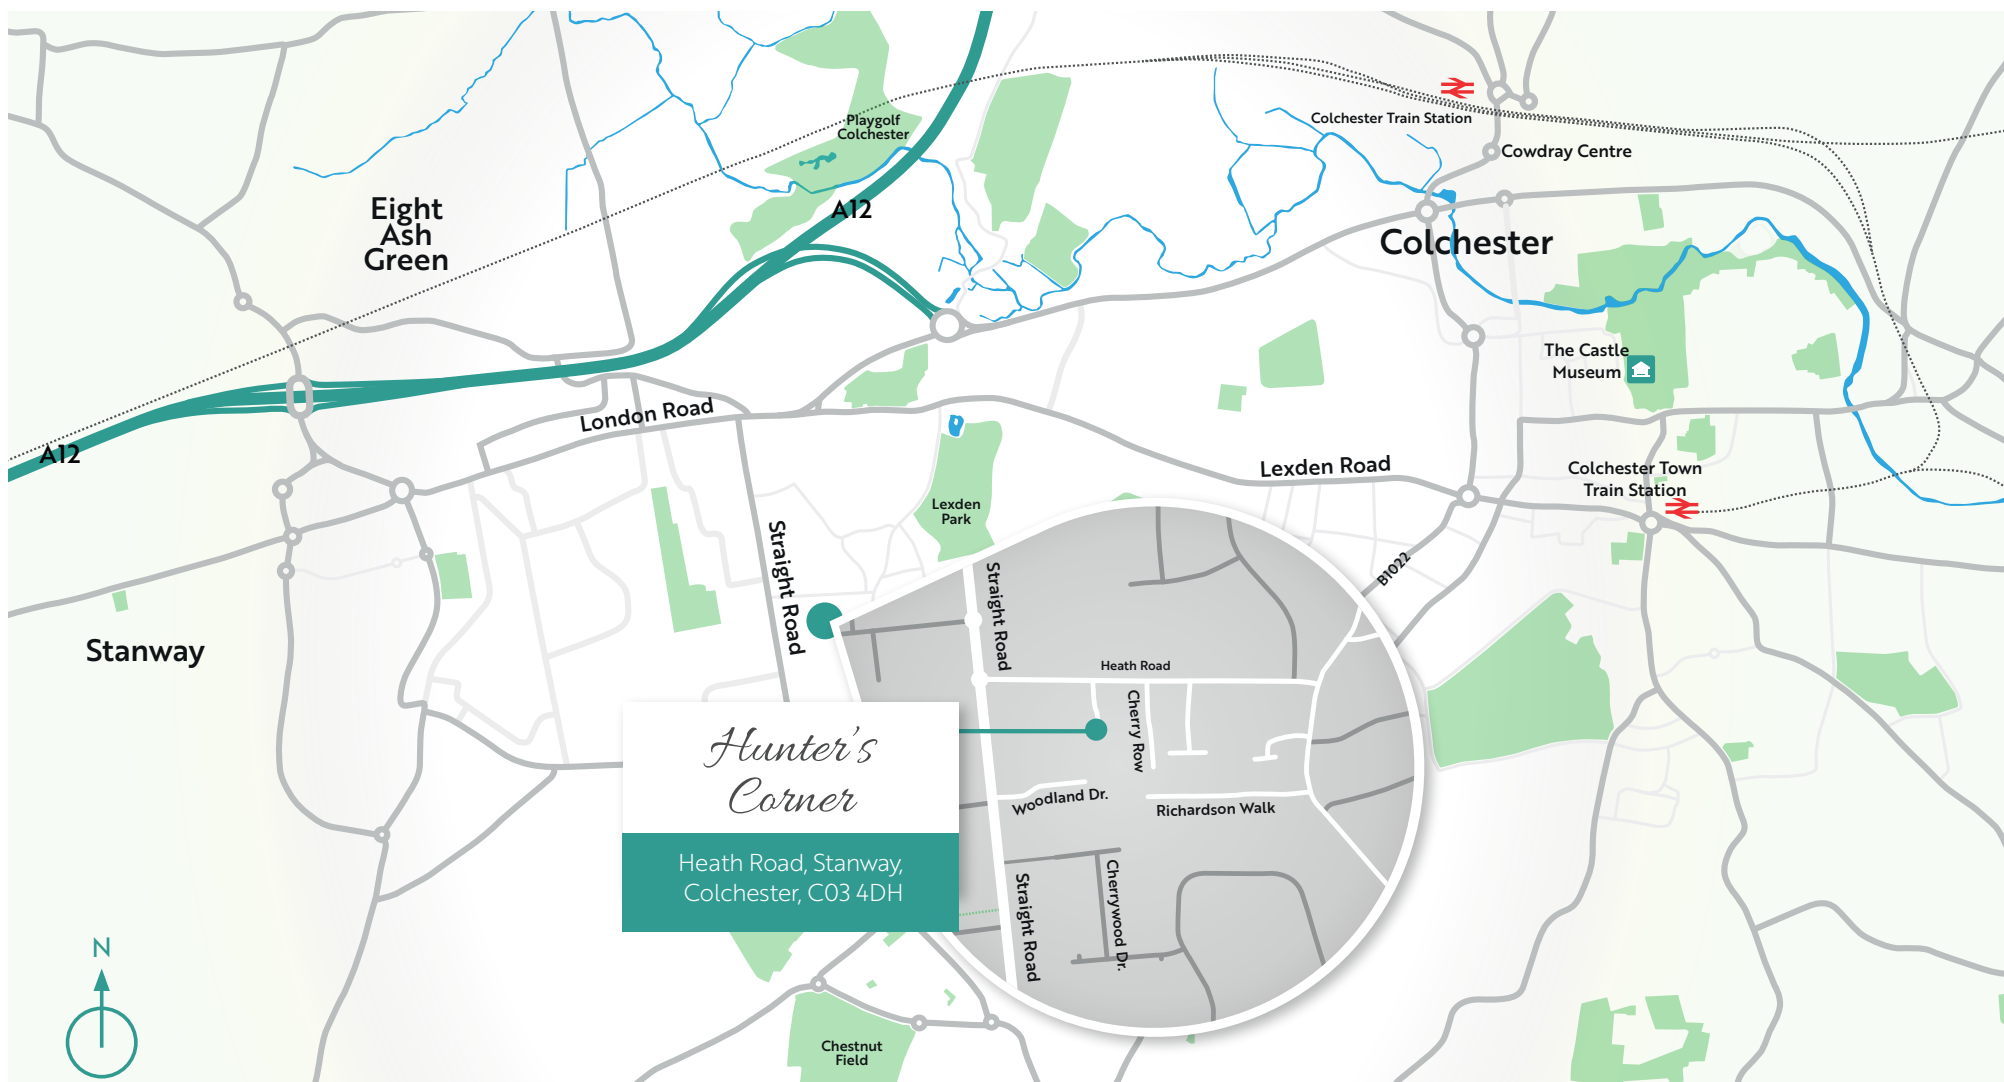 Playgolf
Colchester
Colchester Train Station
Cowdray Centre
A12
Eight
Ash
Green
Colchester
The Castle
Museum
London Road
A12
Lexden Road
Colchester Town
Train Station
Lexden
Park
Straight Road
B1022
Straight Road
Stanway
Heath Road
Cherry Row
Hunter's
Corner
Woodland Dr.
Richardson Walk
Heath Road, Stanway,
Colchester, C03 4DH
Straight Road
Cherrywood Dr.
N
Chestnut
Field